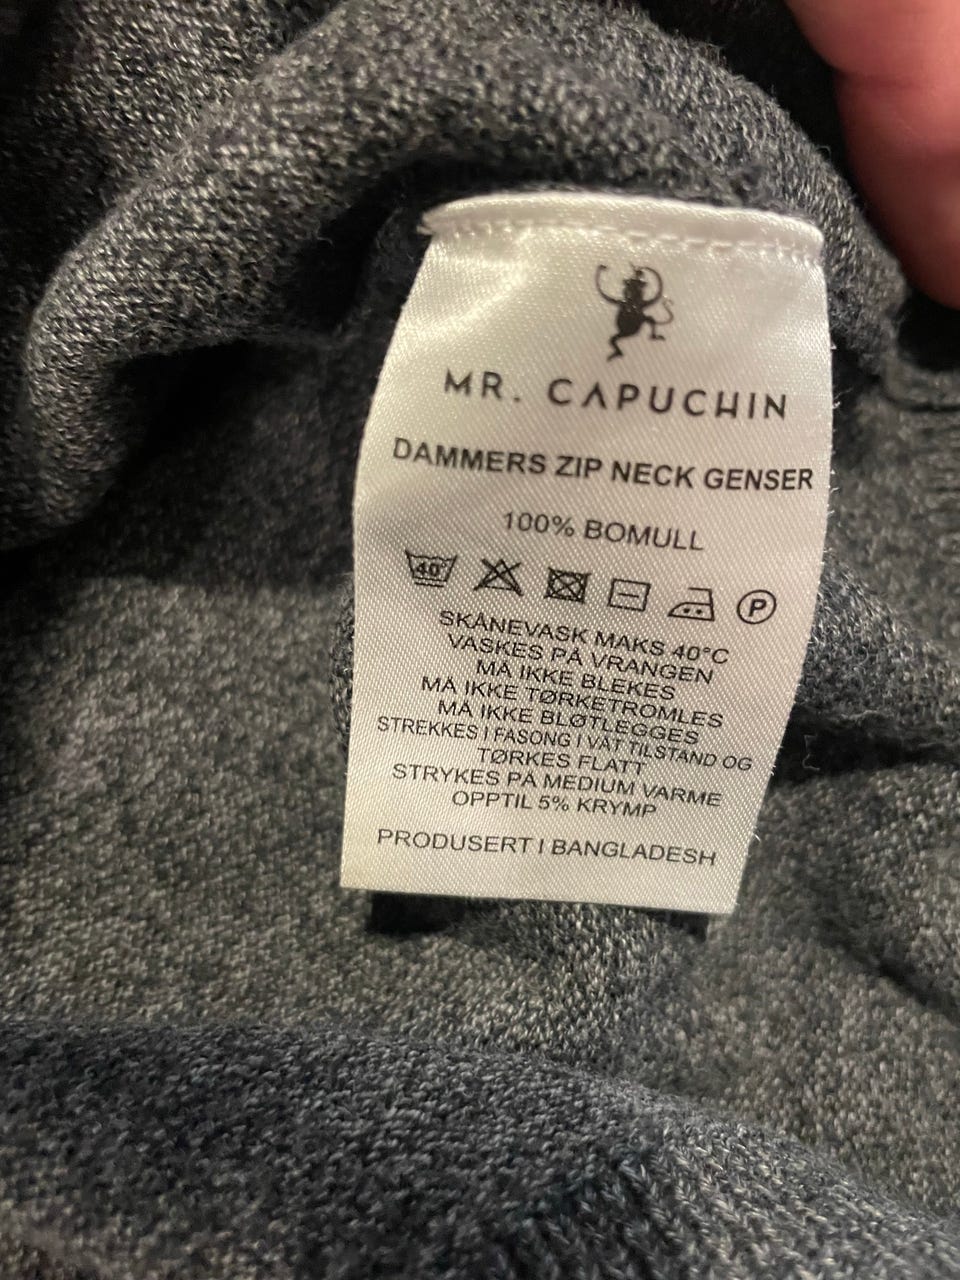 MR. CAPUCHIN
DAMMERS ZIP NECK GENSER
100% BOMULL
40° P
SKÅNEVASK MAKS 40°C
VASKES PÅ VRANGEN
MÅ IKKE BLEKES
MÅ IKKE TØRKETROMLES
MÅ IKKE BLØTLEGGES
STREKKES I FASONG I VÅT TILSTAND OG
TØRKES FLATT
STRYKES PÅ MEDIUM VARME
OPPTIL 5% KRYMP
PRODUSERT I BANGLADESH